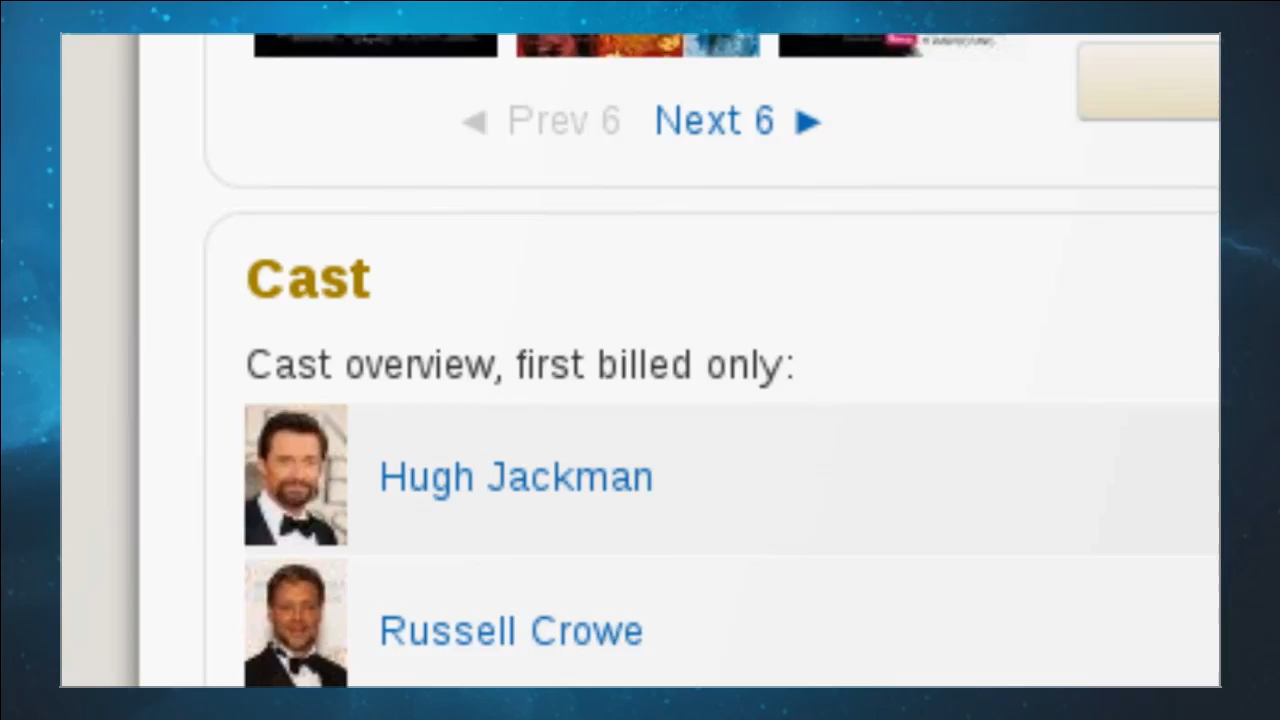 ◄ Prev 6 Next 6 ►
Cast
Cast overview, first billed only:
Hugh Jackman
Russell Crowe